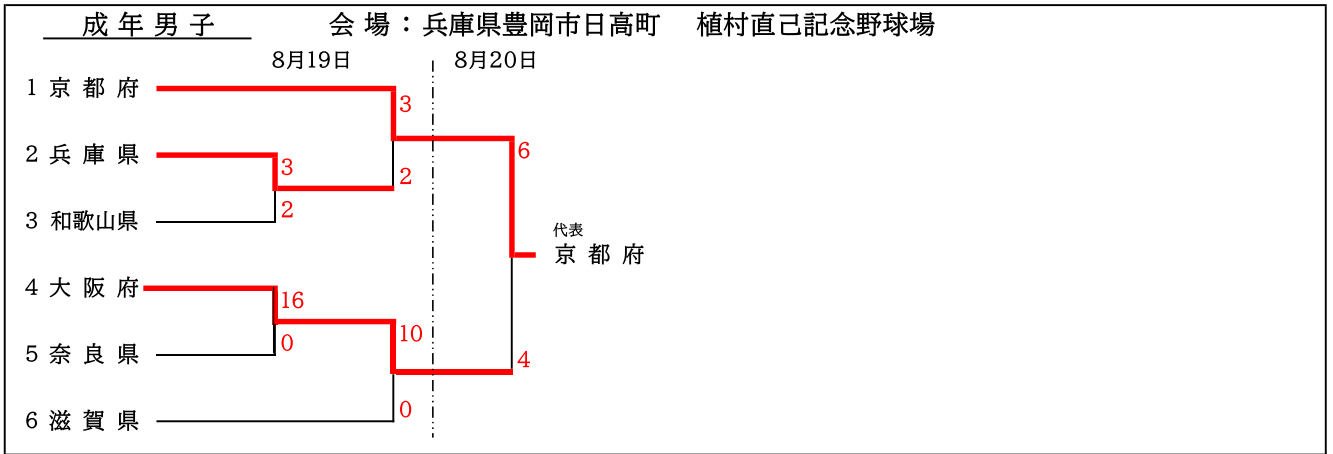 成年男子 会場：兵庫県豊岡市日高町 植村直己記念野球場
8月19日 8月20日
1 京都府
3
6
2 兵庫県
3
2
2
3 和歌山県
代表
京都府
4 大阪府
16
10
0
5 奈良県
4
0
6 滋賀県